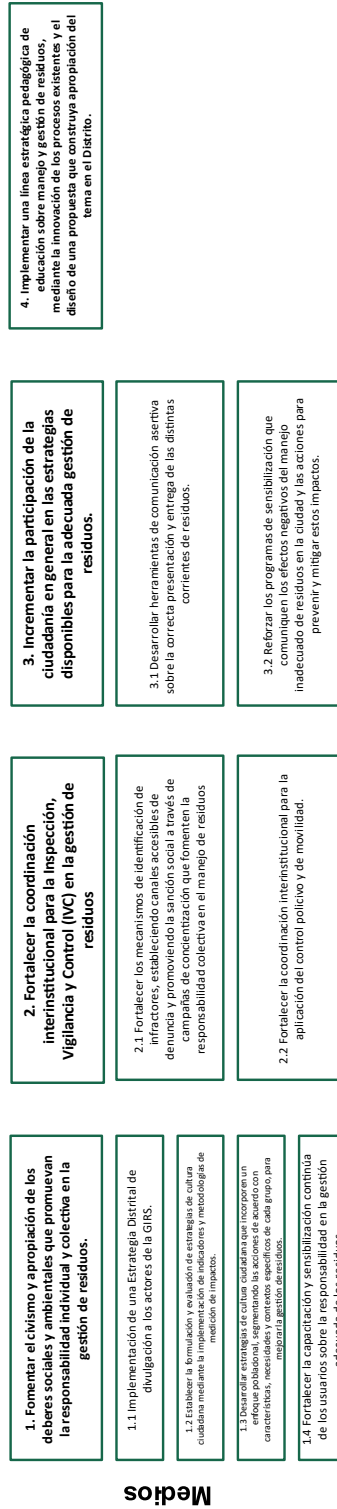 Medios
1. Fomentar el civismo y apropiación de los
deberes sociales y ambientales que promuevan
la responsabilidad individual y colectiva en la
gestión de residuos.
1.1 Implementación de una Estrategia Distrital de
divulgación a los actores de la GIRS.
1.2 Establecer la formulación y evaluación de estrategias de cultura
ciudadana mediante la implementación de indicadores y metodologías de
medición de impactos.
1.3 Desarrollar estrategias de cultura ciudadana que incorporen un
enfoque poblacional, segmentando las acciones de acuerdo con
características, necesidades y contextos específicos de cada grupo, para
mejorar la gestión de residuos.
1.4 Fortalecer la capacitación y sensibilización continúa
de los usuarios sobre la responsabilidad en la gestión
2. Fortalecer la coordinación
interinstitucional para la Inspección,
Vigilancia y Control (IVC) en la gestión de
residuos
2.1 Fortalecer los mecanismos de identificación de
infractores, estableciendo canales accesibles de
denuncia y promoviendo la sanción social a través de
campañas de concientización que fomenten la
responsabilidad colectiva en el manejo de residuos
2.2 Fortalecer la coordinación interinstitucional para la
aplicación del control policivo y de movilidad.
3. Incrementar la participación de la
ciudadanía en general en las estrategias
disponibles para la adecuada gestión de
residuos.
3.1 Desarrollar herramientas de comunicación asertiva
sobre la correcta presentación y entrega de las distintas
corrientes de residuos.
3.2 Reforzar los programas de sensibilización que
comuniquen los efectos negativos del manejo
inadecuado de residuos en la ciudad y las acciones para
prevenir y mitigar estos impactos.
4. Implementar una línea estratégica pedagógica de
educación sobre manejo y gestión de residuos,
mediante la innovación de los procesos existentes y el
diseño de una propuesta que construya apropiación del
tema en el Distrito.